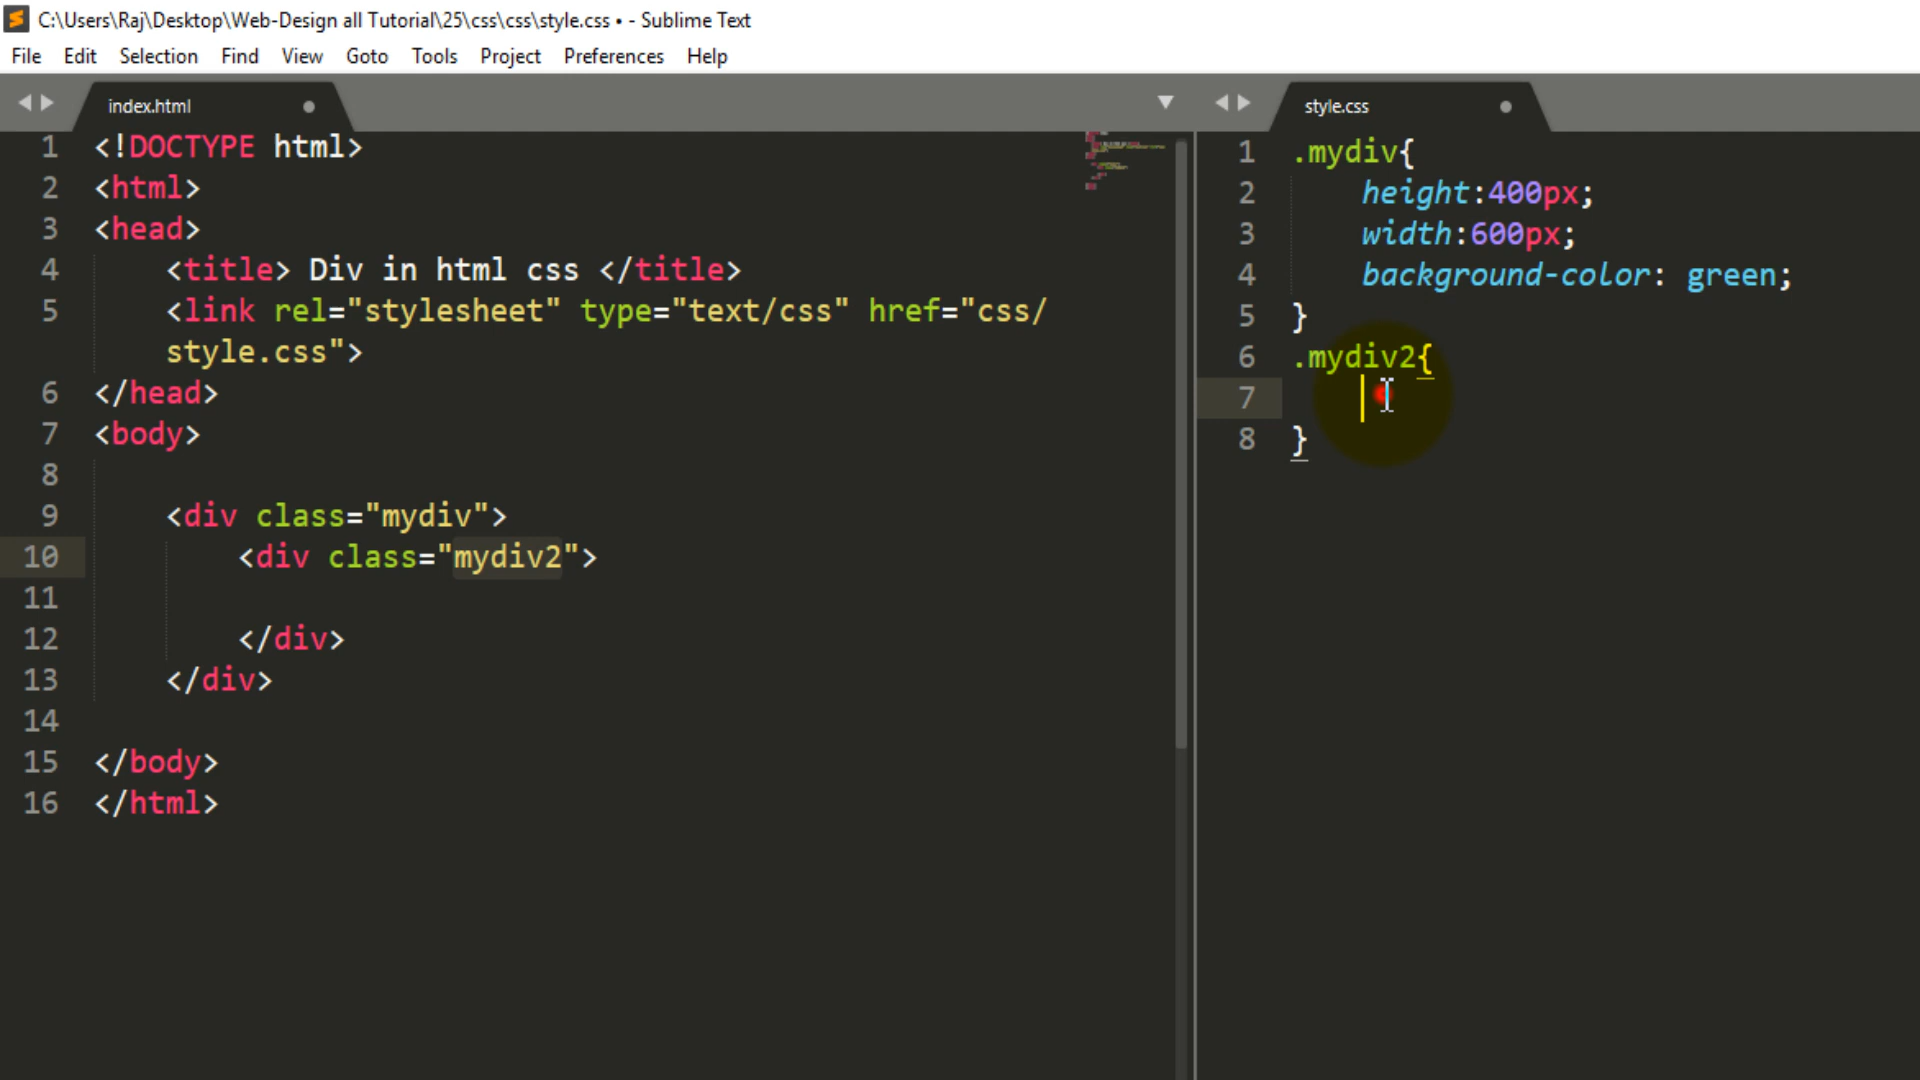 C:\Users\Raj\Desktop\Web-Design all Tutorial\25\css\css\style.css • - Sublime Text
File Edit Selection Find View Goto Tools Project Preferences Help
index.html
1 <!DOCTYPE html>
2 <html>
3 <head>
4 <title> Div in html css </title>
5 <link rel="stylesheet" type="text/css" href="css/
style.css">
6 </head>
7 <body>
8
9 <div class="mydiv">
10 <div class="mydiv2">
11
12 </div>
13 </div>
14
15 </body>
16 </html>
style.css
1 .mydiv{
2 height:400px;
3 width:600px;
4 background-color: green;
5 }
6 .mydiv2{
7
8 }